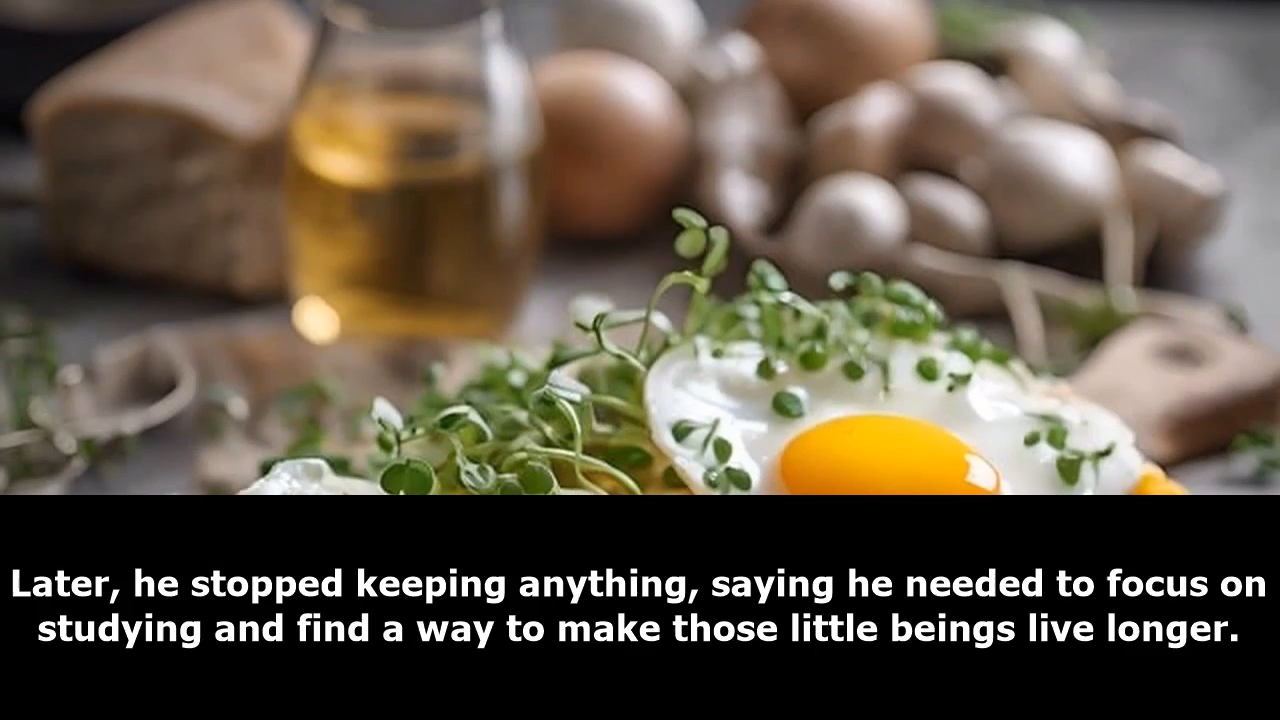 Later, he stopped keeping anything, saying he needed to focus on
studying and find a way to make those little beings live longer.